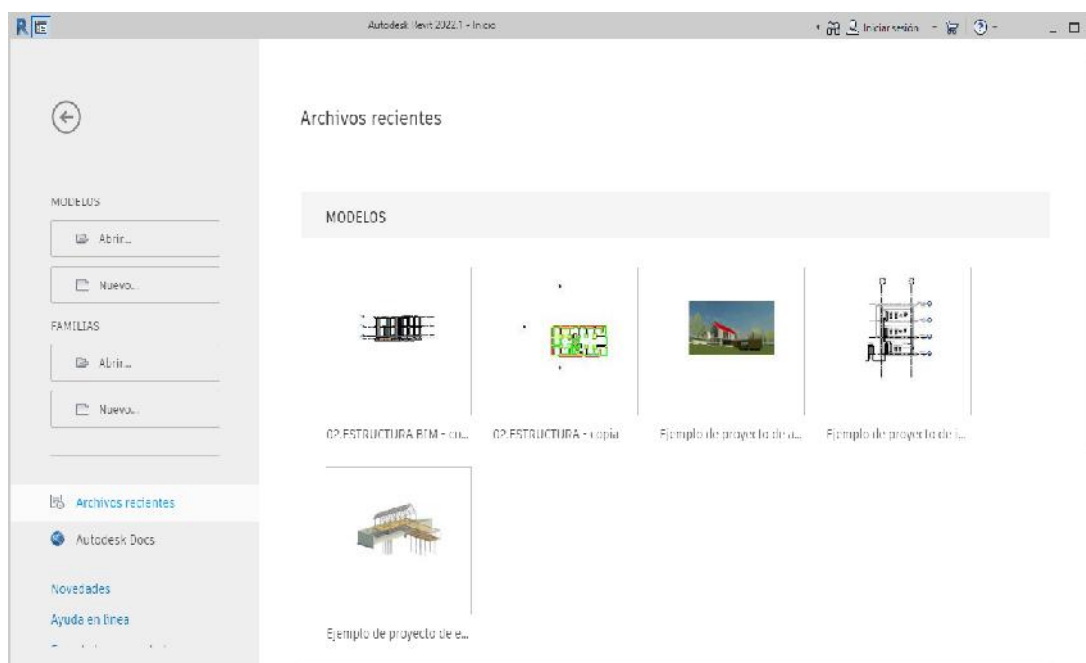 Autodesk Revit 2022.1 - Inicio
Iniciar sesión
Archivos recientes
MODELOS
Abrir...
Nuevo...
FAMILIAS
Abrir...
Nuevo...
Archivos recientes
Autodesk Docs
Novedades
Ayuda en línea
MODELOS
02.ESTRUCTURA BIM - cu...
02.ESTRUCTURA - copia
Ejemplo de proyecto de a...
Ejemplo de proyecto de i...
Ejemplo de proyecto de e...